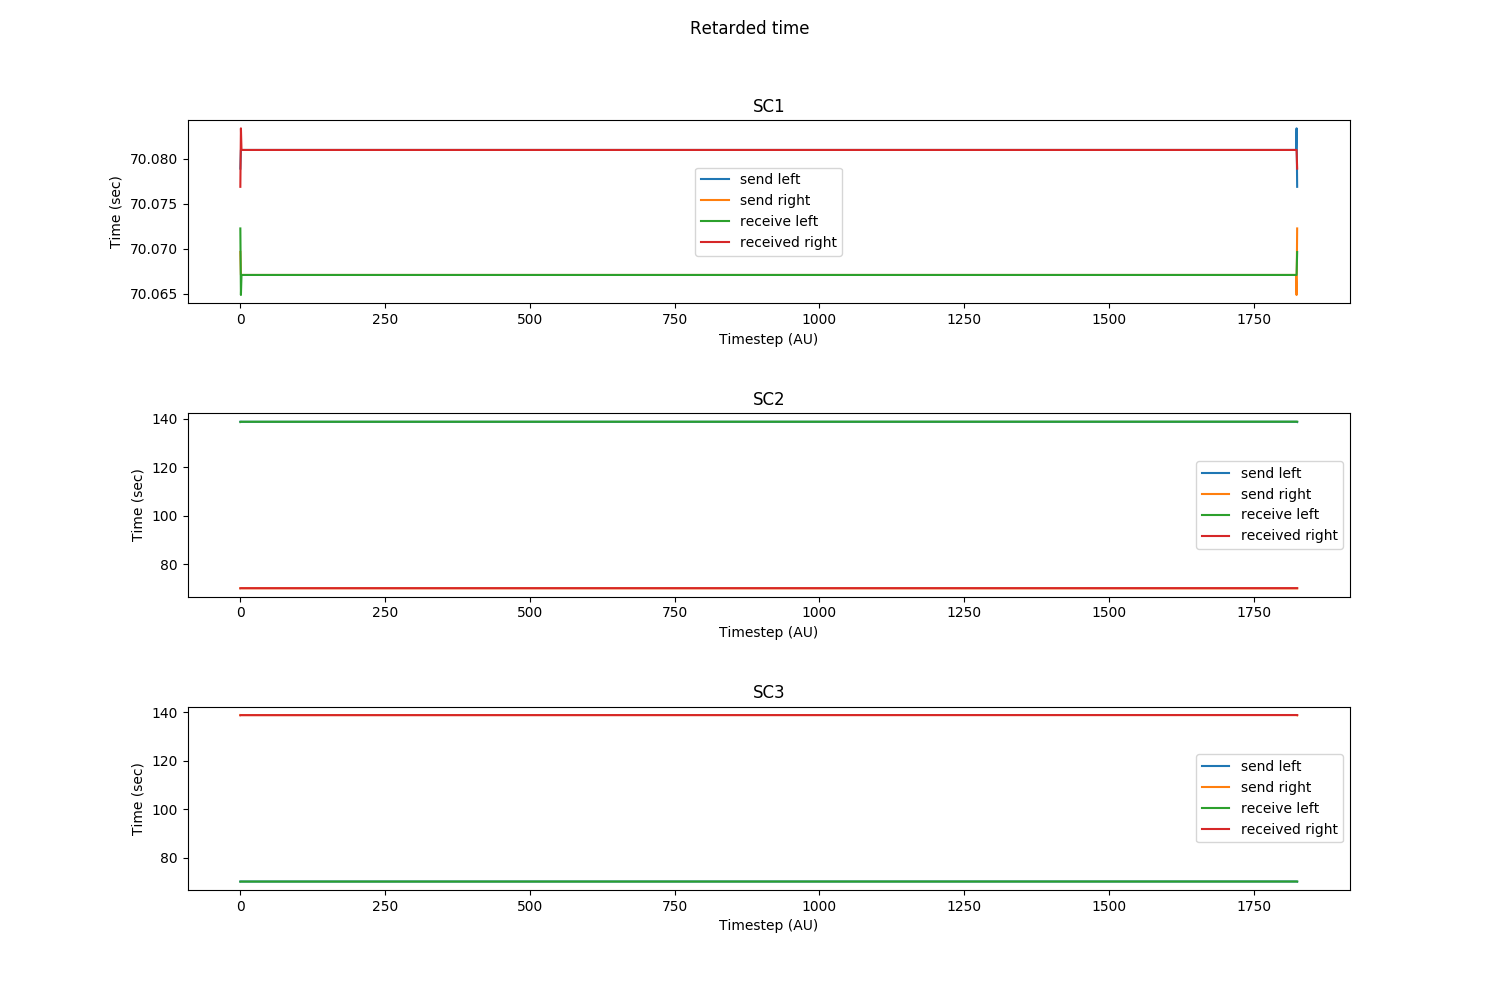 Retarded time
SC1
Time (sec)
70.080
70.075
70.070
70.065
send left
send right
receive left
received right
0 250 500 750 1000 1250 1500 1750
Timestep (AU)
SC2
Time (sec)
140
120
100
80
send left
send right
receive left
received right
0 250 500 750 1000 1250 1500 1750
Timestep (AU)
SC3
Time (sec)
140
120
100
80
send left
send right
receive left
received right
0 250 500 750 1000 1250 1500 1750
Timestep (AU)